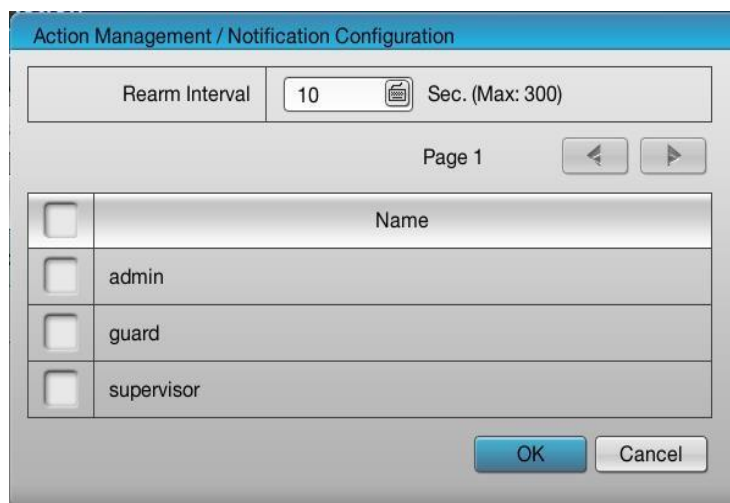 Action Management / Notification Configuration
Rearm Interval 10 Sec. (Max: 300)
Page 1
Name
admin
guard
supervisor
OK Cancel